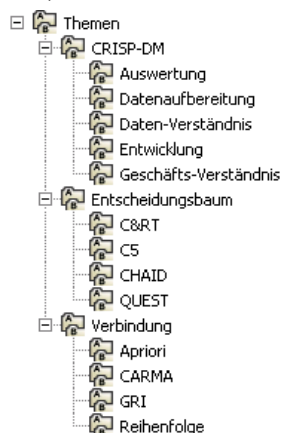 Themen
CRISP-DM
Auswertung
Datenaufbereitung
Daten-Verständnis
Entwicklung
Geschäfts-Verständnis
Entscheidungsbaum
C&RT
C5
CHAID
QUEST
Verbindung
Apriori
CARMA
GRI
Reihenfolge